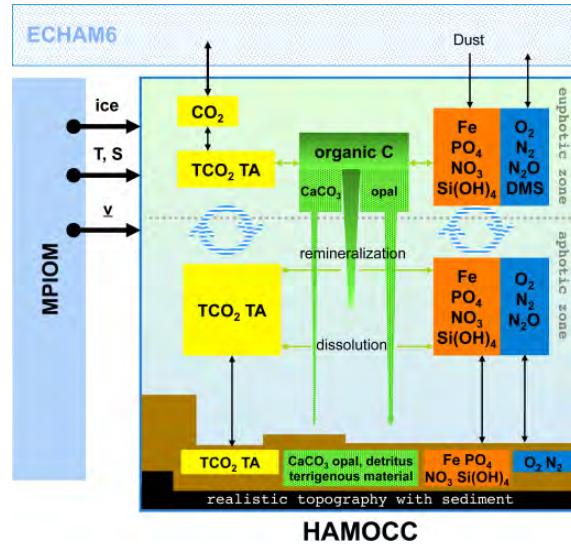 ECHAM6
Dust
ice
T, S
v
MPIOM
CO₂
TCO₂ TA
organic C
CaCO₃
opal
Fe
PO₄
NO₃
Si(OH)₄
O₂
N₂
N₂O
DMS
euphotic zone
remineralization
TCO₂ TA
dissolution
Fe
PO₄
NO₃
Si(OH)₄
O₂
N₂
N₂O
aphotic zone
TCO₂ TA
CaCO₃ opal, detritus
terrigenous material
Fe PO₄
NO₃ Si(OH)₄
O₂ N₂
realistic topography with sediment
HAMOCC